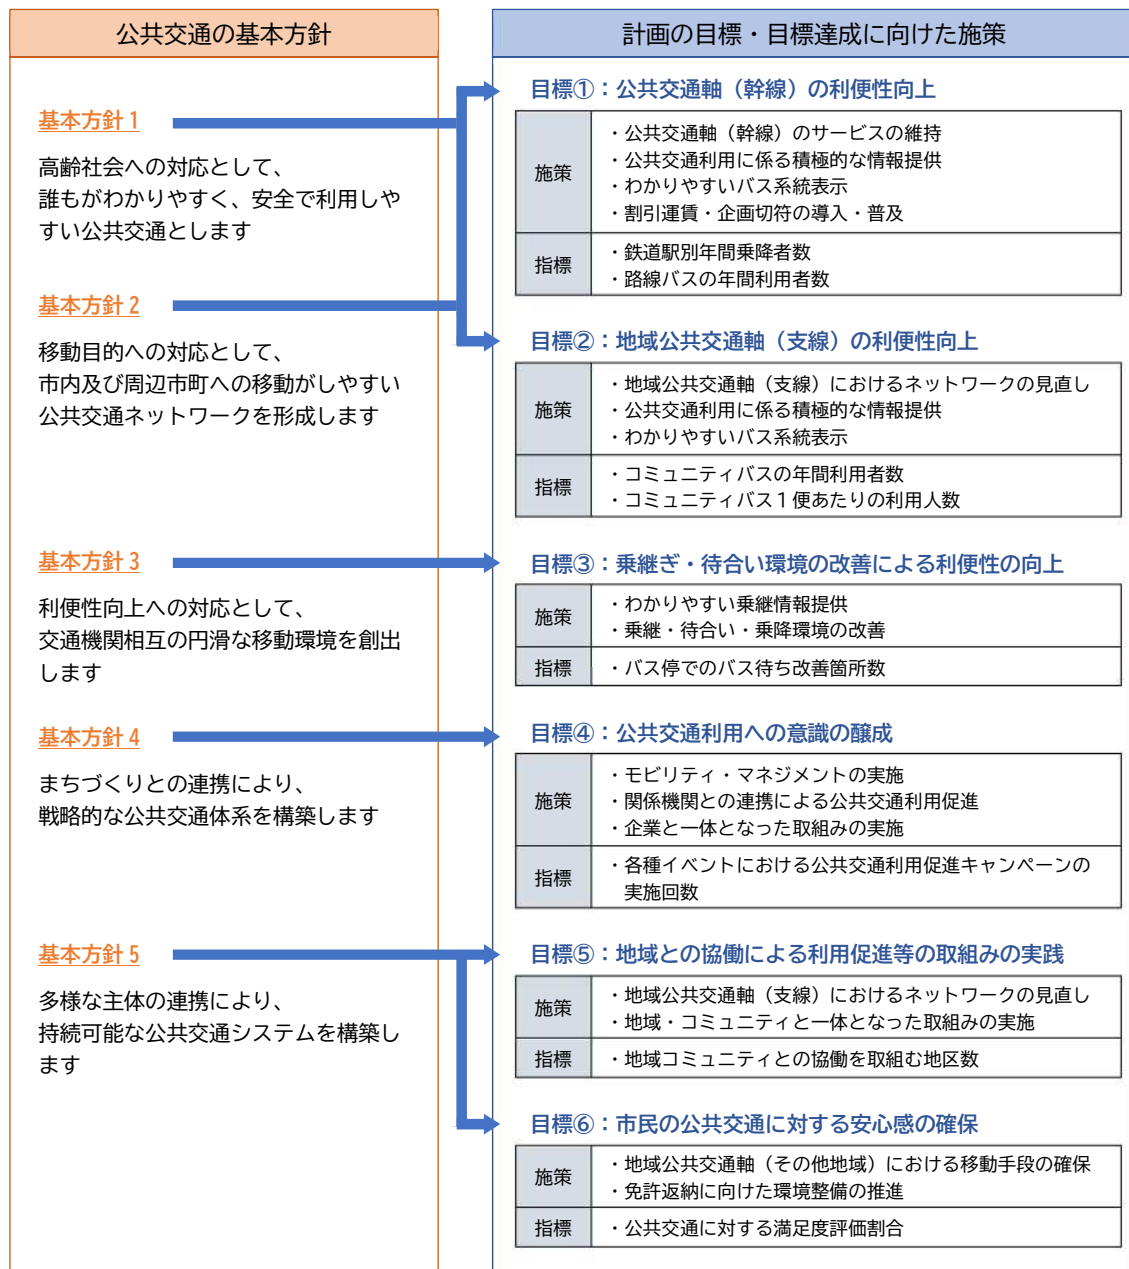 公共交通の基本方針
基本方針１
高齢社会への対応として、
誰もがわかりやすく、安全で利用しや
すい公共交通とします
基本方針２
移動目的への対応として、
市内及び周辺市町への移動がしやすい
公共交通ネットワークを形成します
基本方針３
利便性向上への対応として、
交通機関相互の円滑な移動環境を創出
します
基本方針４
まちづくりとの連携により、
戦略的な公共交通体系を構築します
基本方針５
多様な主体の連携により、
持続可能な公共交通システムを構築し
ます
計画の目標・目標達成に向けた施策
目標①：公共交通軸（幹線）の利便性向上
施策
・公共交通軸（幹線）のサービスの維持
・公共交通利用に係る積極的な情報提供
・わかりやすいバス系統表示
・割引運賃・企画切符の導入・普及
指標
・鉄道駅別年間乗降者数
・路線バスの年間利用者数
目標②：地域公共交通軸（支線）の利便性向上
施策
・地域公共交通軸（支線）におけるネットワークの見直し
・公共交通利用に係る積極的な情報提供
・わかりやすいバス系統表示
指標
・コミュニティバスの年間利用者数
・コミュニティバス１便あたりの利用人数
目標③：乗継ぎ・待合い環境の改善による利便性の向上
施策
・わかりやすい乗継情報提供
・乗継・待合い・乗降環境の改善
指標
・バス停でのバス待ち改善箇所数
目標④：公共交通利用への意識の醸成
施策
・モビリティ・マネジメントの実施
・関係機関との連携による公共交通利用促進
・企業と一体となった取組みの実施
指標
・各種イベントにおける公共交通利用促進キャンペーンの
実施回数
目標⑤：地域との協働による利用促進等の取組みの実践
施策
・地域公共交通軸（支線）におけるネットワークの見直し
・地域・コミュニティと一体となった取組みの実施
指標
・地域コミュニティとの協働を取組む地区数
目標⑥：市民の公共交通に対する安心感の確保
施策
・地域公共交通軸（その他地域）における移動手段の確保
・免許返納に向けた環境整備の推進
指標
・公共交通に対する満足度評価割合